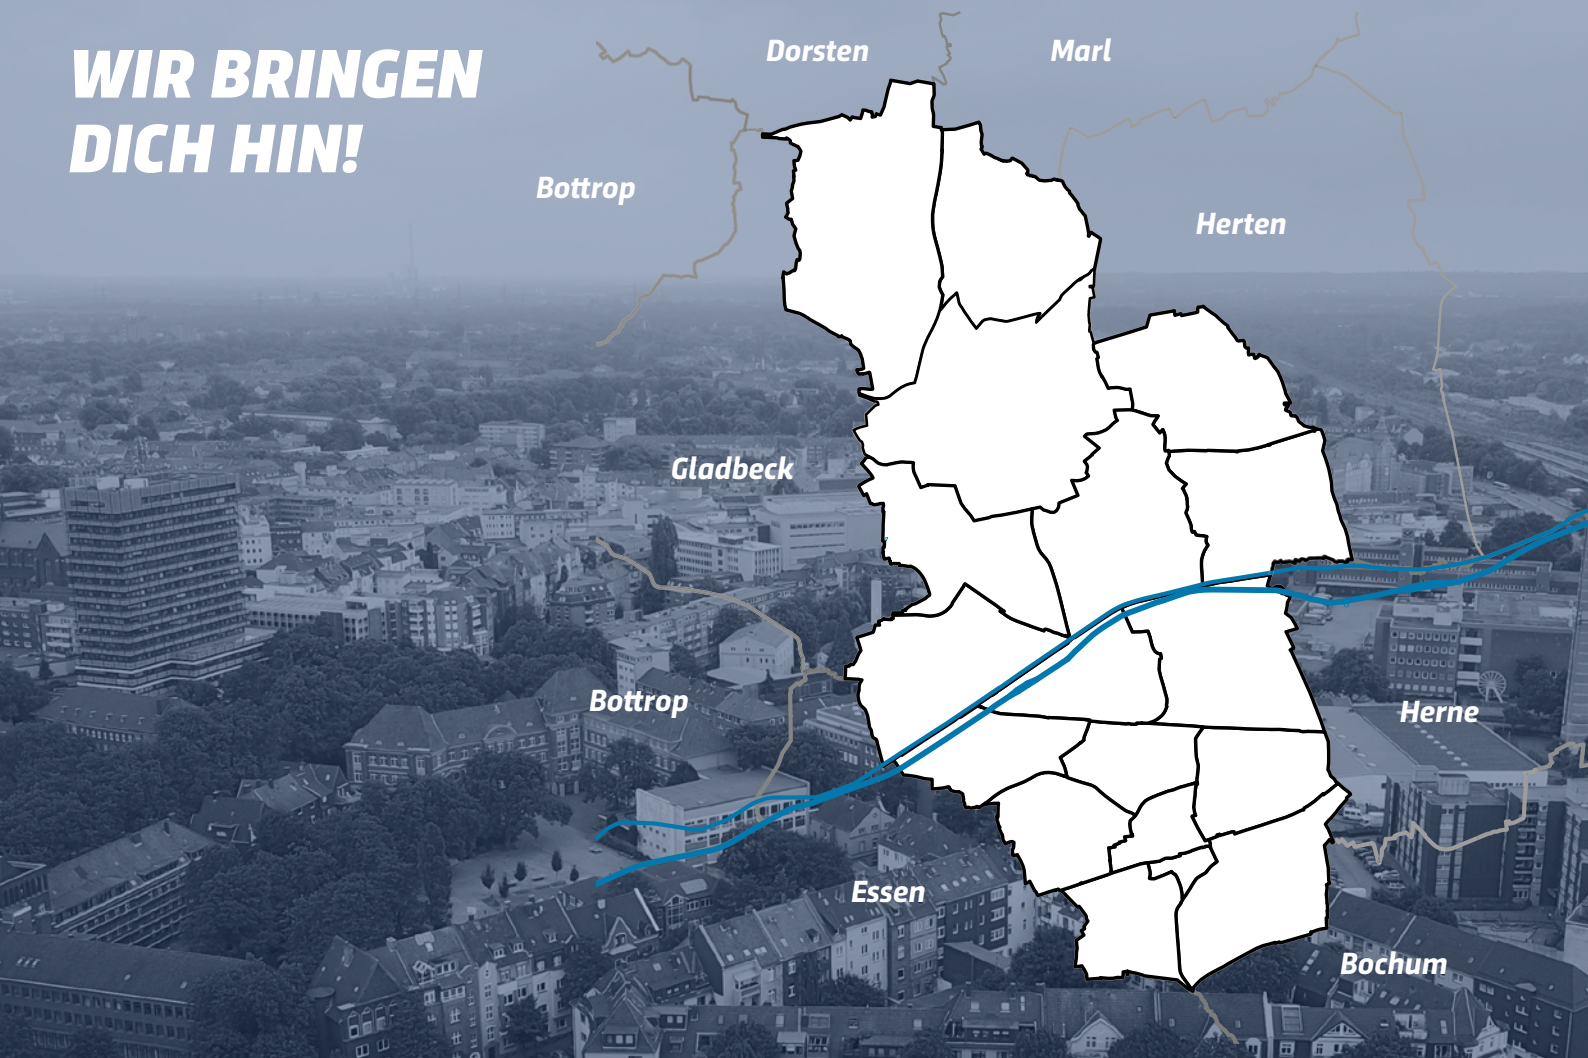 WIR BRINGEN
DICH HIN!
Dorsten
Marl
Bottrop
Herten
Gladbeck
Bottrop
Herne
Essen
Bochum